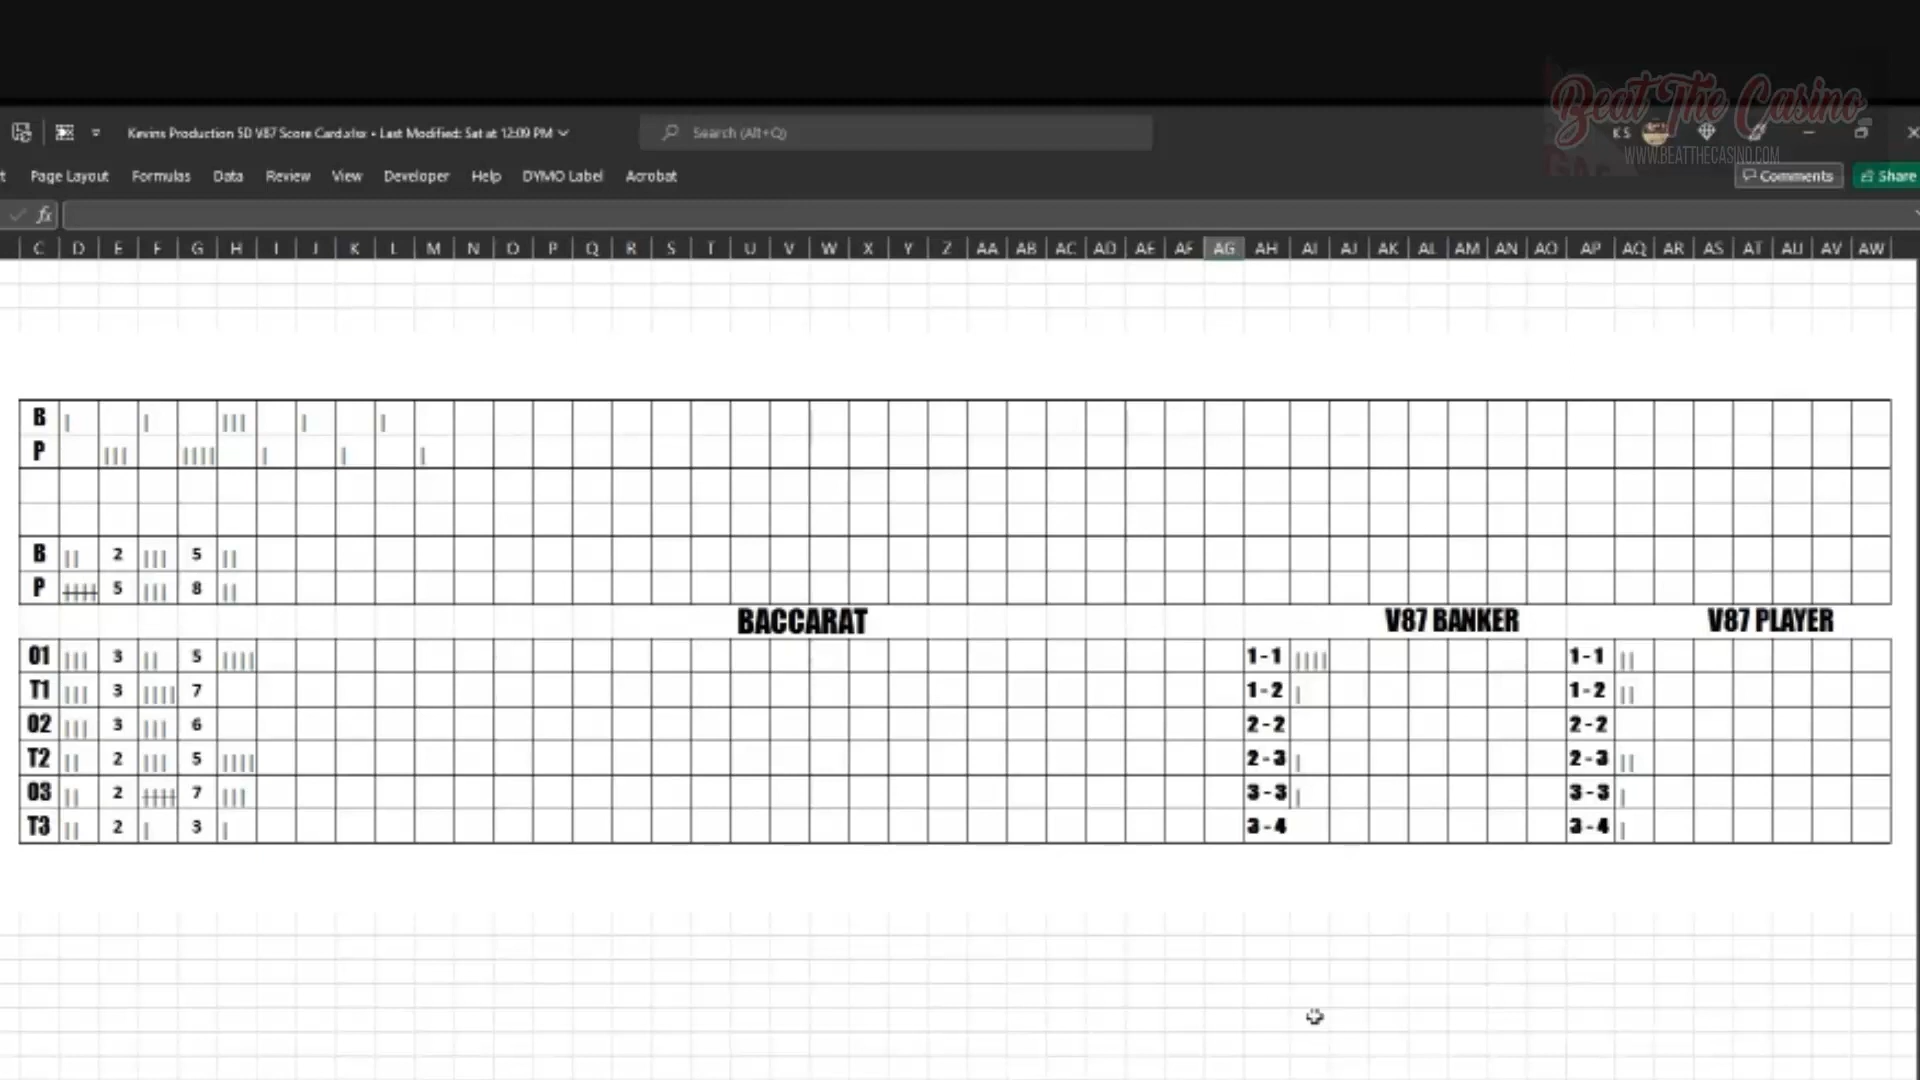 Beat The Casino
WWW.BEATTHECASINO.COM
Kevins Production 5D V87 Score Card.xlsx • Last Modified: Sat at 12:09 PM
Search (Alt+Q)
KS
Page Layout Formulas Data Review View Developer Help DYMO Label Acrobat
Comments Share
fx
C D E F G H I J K L M N O P Q R S T U V W X Y Z AA AB AC AD AE AF AG AH AI AJ AK AL AM AN AO AP AQ AR AS AT AU AV AW
B | | ||| | |
P ||| |||| | | |
B || 2 ||| 5 ||
P 5 ||| 8 ||
BACCARAT V87 BANKER V87 PLAYER
O1 ||| 3 || 5 |||| 1-1 |||| 1-1 ||
T1 ||| 3 |||| 7 1-2 | 1-2 ||
O2 ||| 3 ||| 6 2-2 2-2
T2 || 2 ||| 5 |||| 2-3 | 2-3 ||
O3 || 2 7 ||| 3-3 | 3-3 |
T3 || 2 | 3 | 3-4 3-4 |